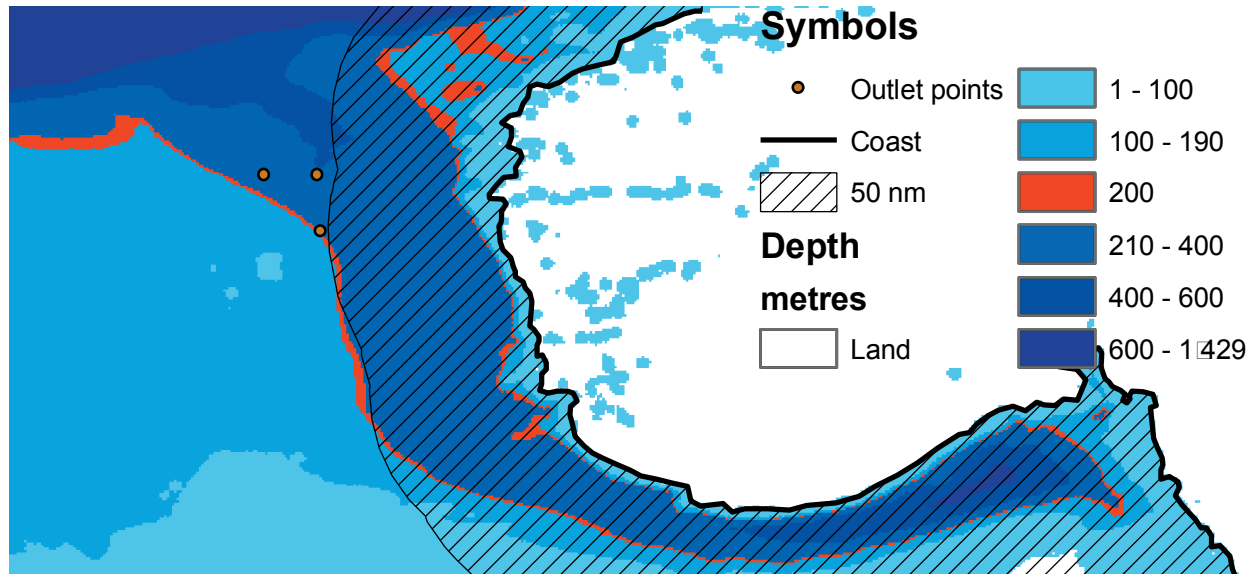 Symbols
Outlet points
Coast
50 nm
Depth
metres
Land
1 - 100
100 - 190
200
210 - 400
400 - 600
600 - 1□429